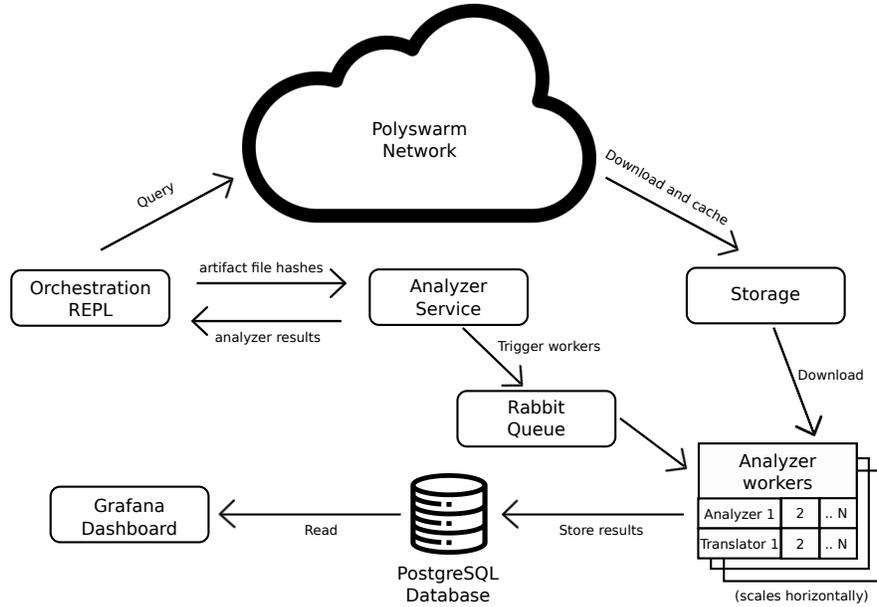 Polyswarm
Network
Query
Download and cache
Orchestration
REPL
artifact file hashes
analyzer results
Analyzer
Service
Storage
Trigger workers
Download
Rabbit
Queue
Analyzer
workers
Analyzer 1 2 .. N
Translator 1 2 .. N
(scales horizontally)
Store results
PostgreSQL
Database
Read
Grafana
Dashboard